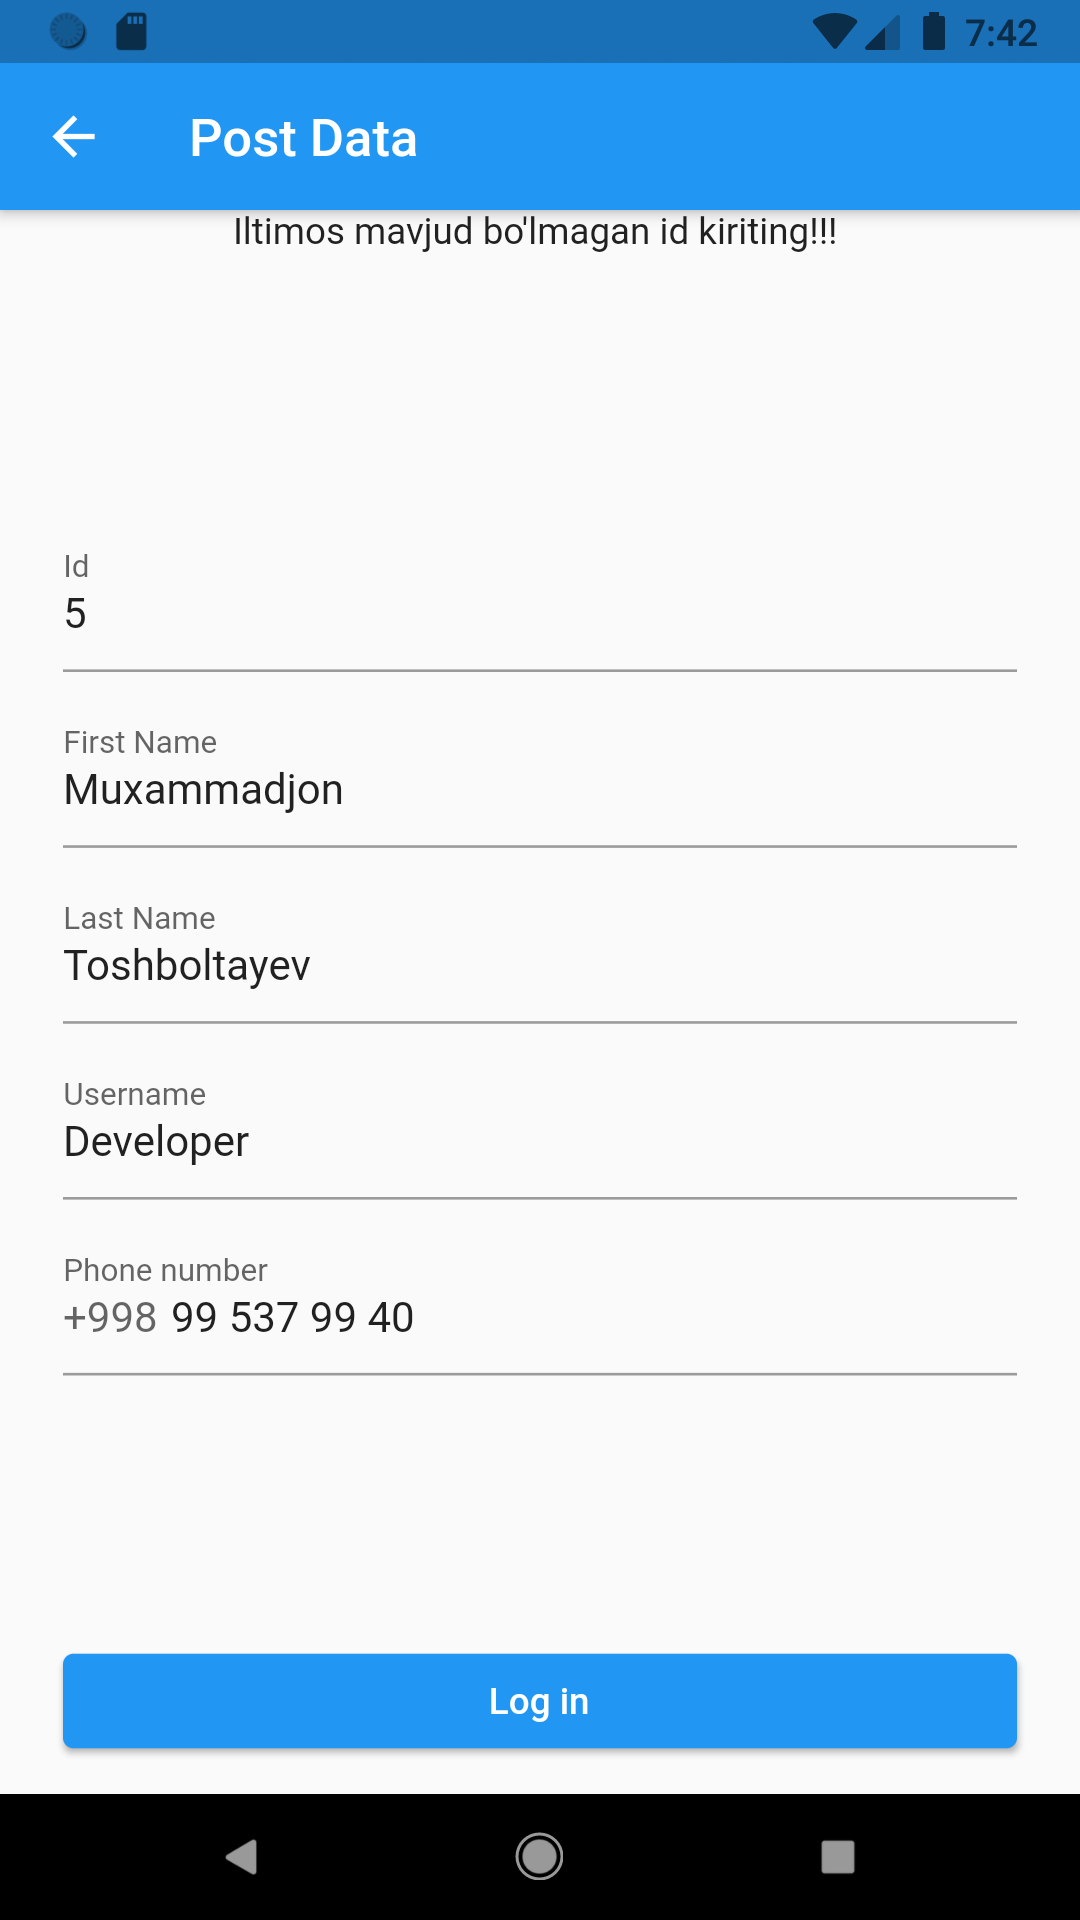 7:42
Post Data
Iltimos mavjud bo'lmagan id kiriting!!!
Id
5
First Name
Muxammadjon
Last Name
Toshboltayev
Username
Developer
Phone number
+998 99 537 99 40
Log in